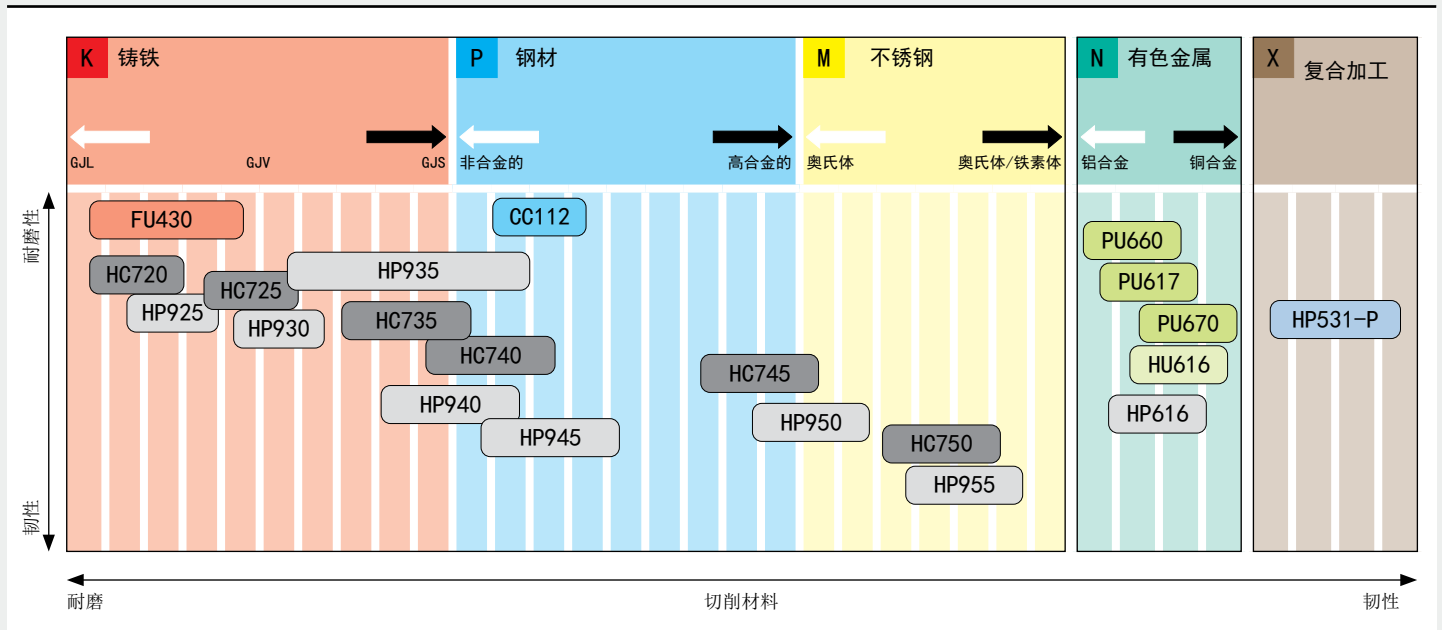 K 铸铁
P 钢材
M 不锈钢
N 有色金属
X 复合加工
GJL GJV GJS
非合金的 高合金的
奥氏体 奥氏体/铁素体
铝合金 铜合金
耐磨性
韧性
FU430
CC112
HP935
HC720
HC725
HP925
HP930
HC735
HC740
HP940
HP945
HC745
HP950
HC750
HP955
PU660
PU617
PU670
HU616
HP616
HP531-P
耐磨 切削材料 韧性